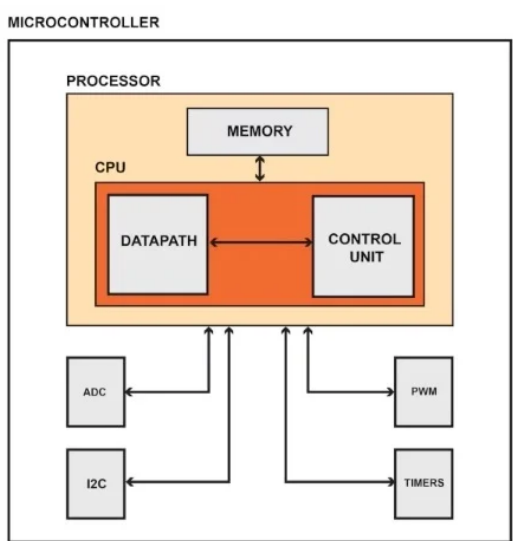 MICROCONTROLLER
PROCESSOR
MEMORY
CPU
DATAPATH
CONTROL
UNIT
ADC
PWM
I2C
TIMERS